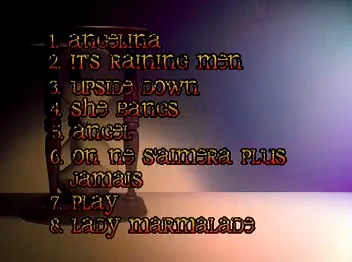 1. Angelina
2. It's Raining Men
3. Upside Down
4. She Bangs
5. Angel
6. On ne s'aimera plus
jamais
7. Play
8. Lady Marmalade